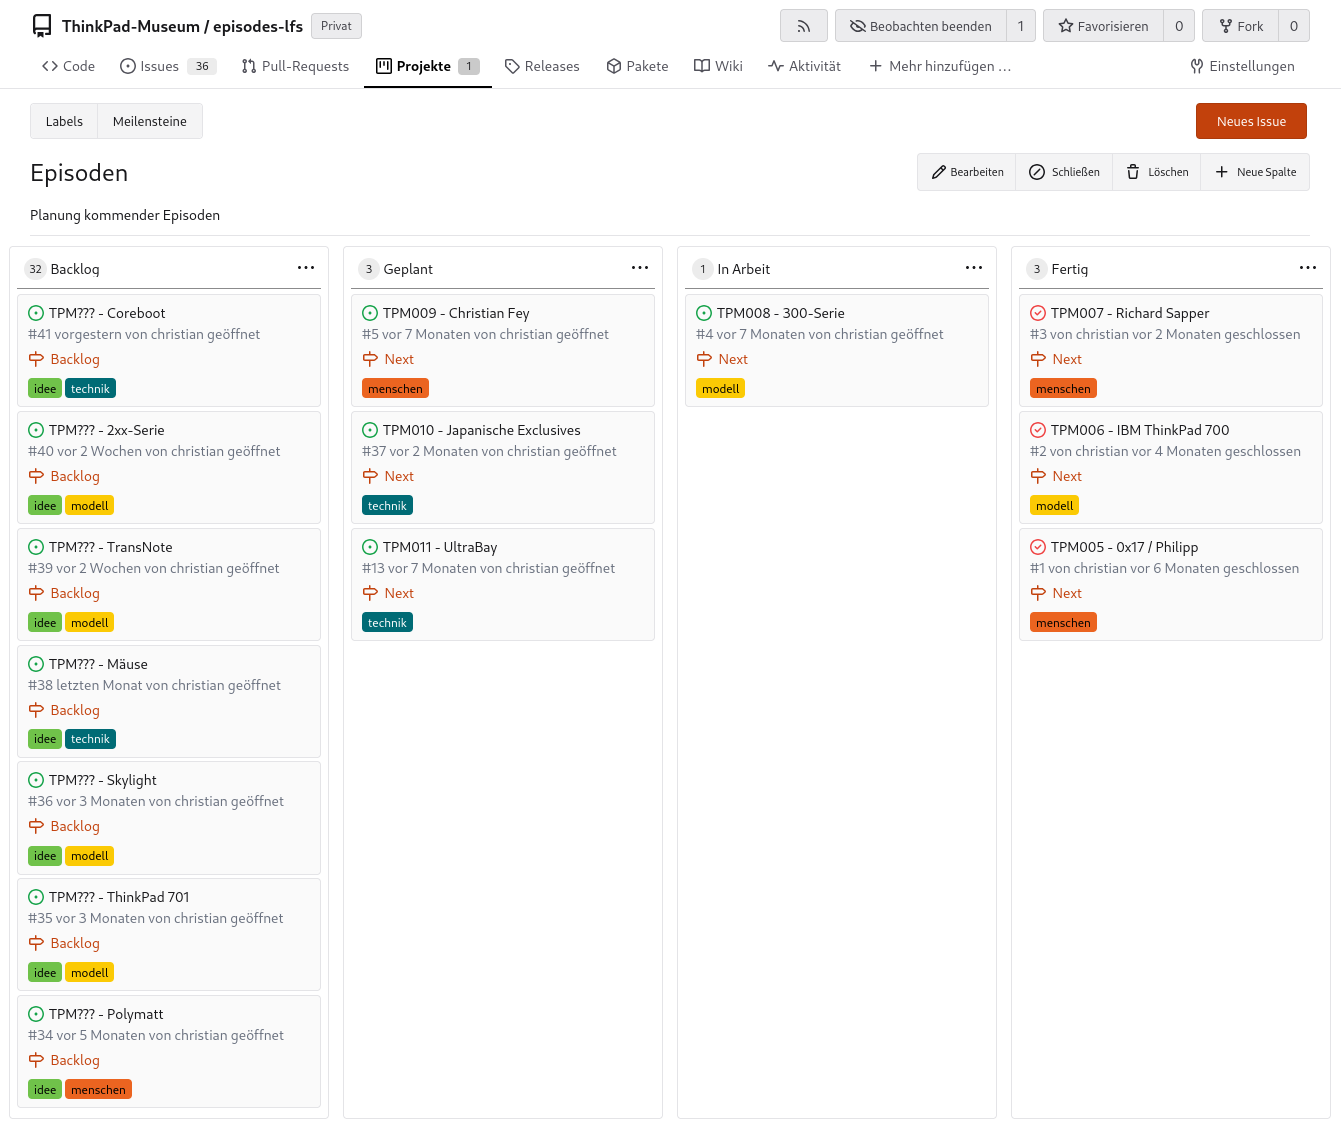 ThinkPad-Museum / episodes-lfs Privat
Beobachten beenden 1 Favorisieren 0 Fork 0
Code Issues 36 Pull-Requests Projekte 1 Releases Pakete Wiki Aktivität Mehr hinzufügen … Einstellungen
Labels Meilensteine Neues Issue
Episoden
Bearbeiten Schließen Löschen Neue Spalte
Planung kommender Episoden
32 Backlog
TPM??? - Coreboot
#41 vorgestern von christian geöffnet
Backlog
idee technik
TPM??? - 2xx-Serie
#40 vor 2 Wochen von christian geöffnet
Backlog
idee modell
TPM??? - TransNote
#39 vor 2 Wochen von christian geöffnet
Backlog
idee modell
TPM??? - Mäuse
#38 letzten Monat von christian geöffnet
Backlog
idee technik
TPM??? - Skylight
#36 vor 3 Monaten von christian geöffnet
Backlog
idee modell
TPM??? - ThinkPad 701
#35 vor 3 Monaten von christian geöffnet
Backlog
idee modell
TPM??? - Polymatt
#34 vor 5 Monaten von christian geöffnet
Backlog
idee menschen
3 Geplant
TPM009 - Christian Fey
#5 vor 7 Monaten von christian geöffnet
Next
menschen
TPM010 - Japanische Exclusives
#37 vor 2 Monaten von christian geöffnet
Next
technik
TPM011 - UltraBay
#13 vor 7 Monaten von christian geöffnet
Next
technik
1 In Arbeit
TPM008 - 300-Serie
#4 vor 7 Monaten von christian geöffnet
Next
modell
3 Fertig
TPM007 - Richard Sapper
#3 von christian vor 2 Monaten geschlossen
Next
menschen
TPM006 - IBM ThinkPad 700
#2 von christian vor 4 Monaten geschlossen
Next
modell
TPM005 - 0x17 / Philipp
#1 von christian vor 6 Monaten geschlossen
Next
menschen